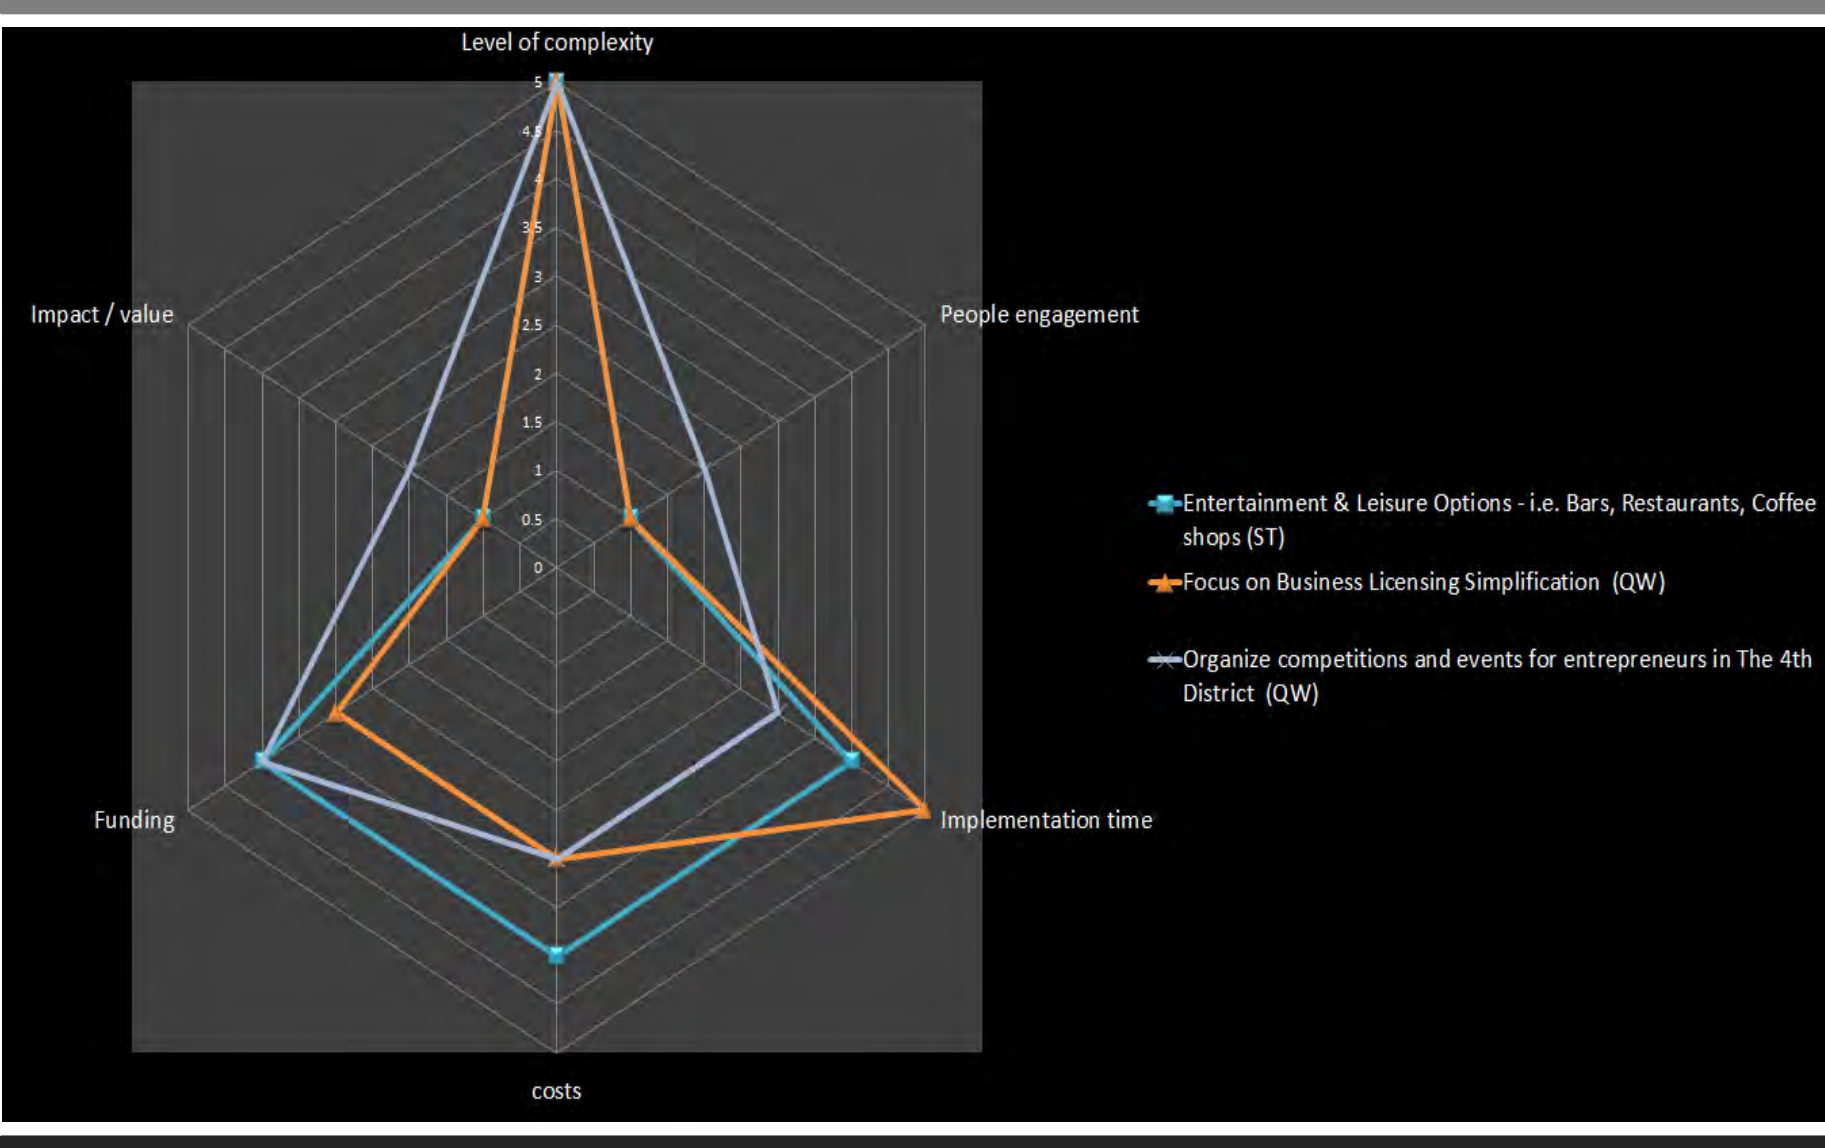 Level of complexity
5
4.5
4
3.5
3
2.5
2
1.5
1
0.5
0
Impact / value
People engagement
Funding
Implementation time
costs
Entertainment & Leisure Options - i.e. Bars, Restaurants, Coffee
shops (ST)
Focus on Business Licensing Simplification (QW)
Organize competitions and events for entrepreneurs in The 4th
District (QW)